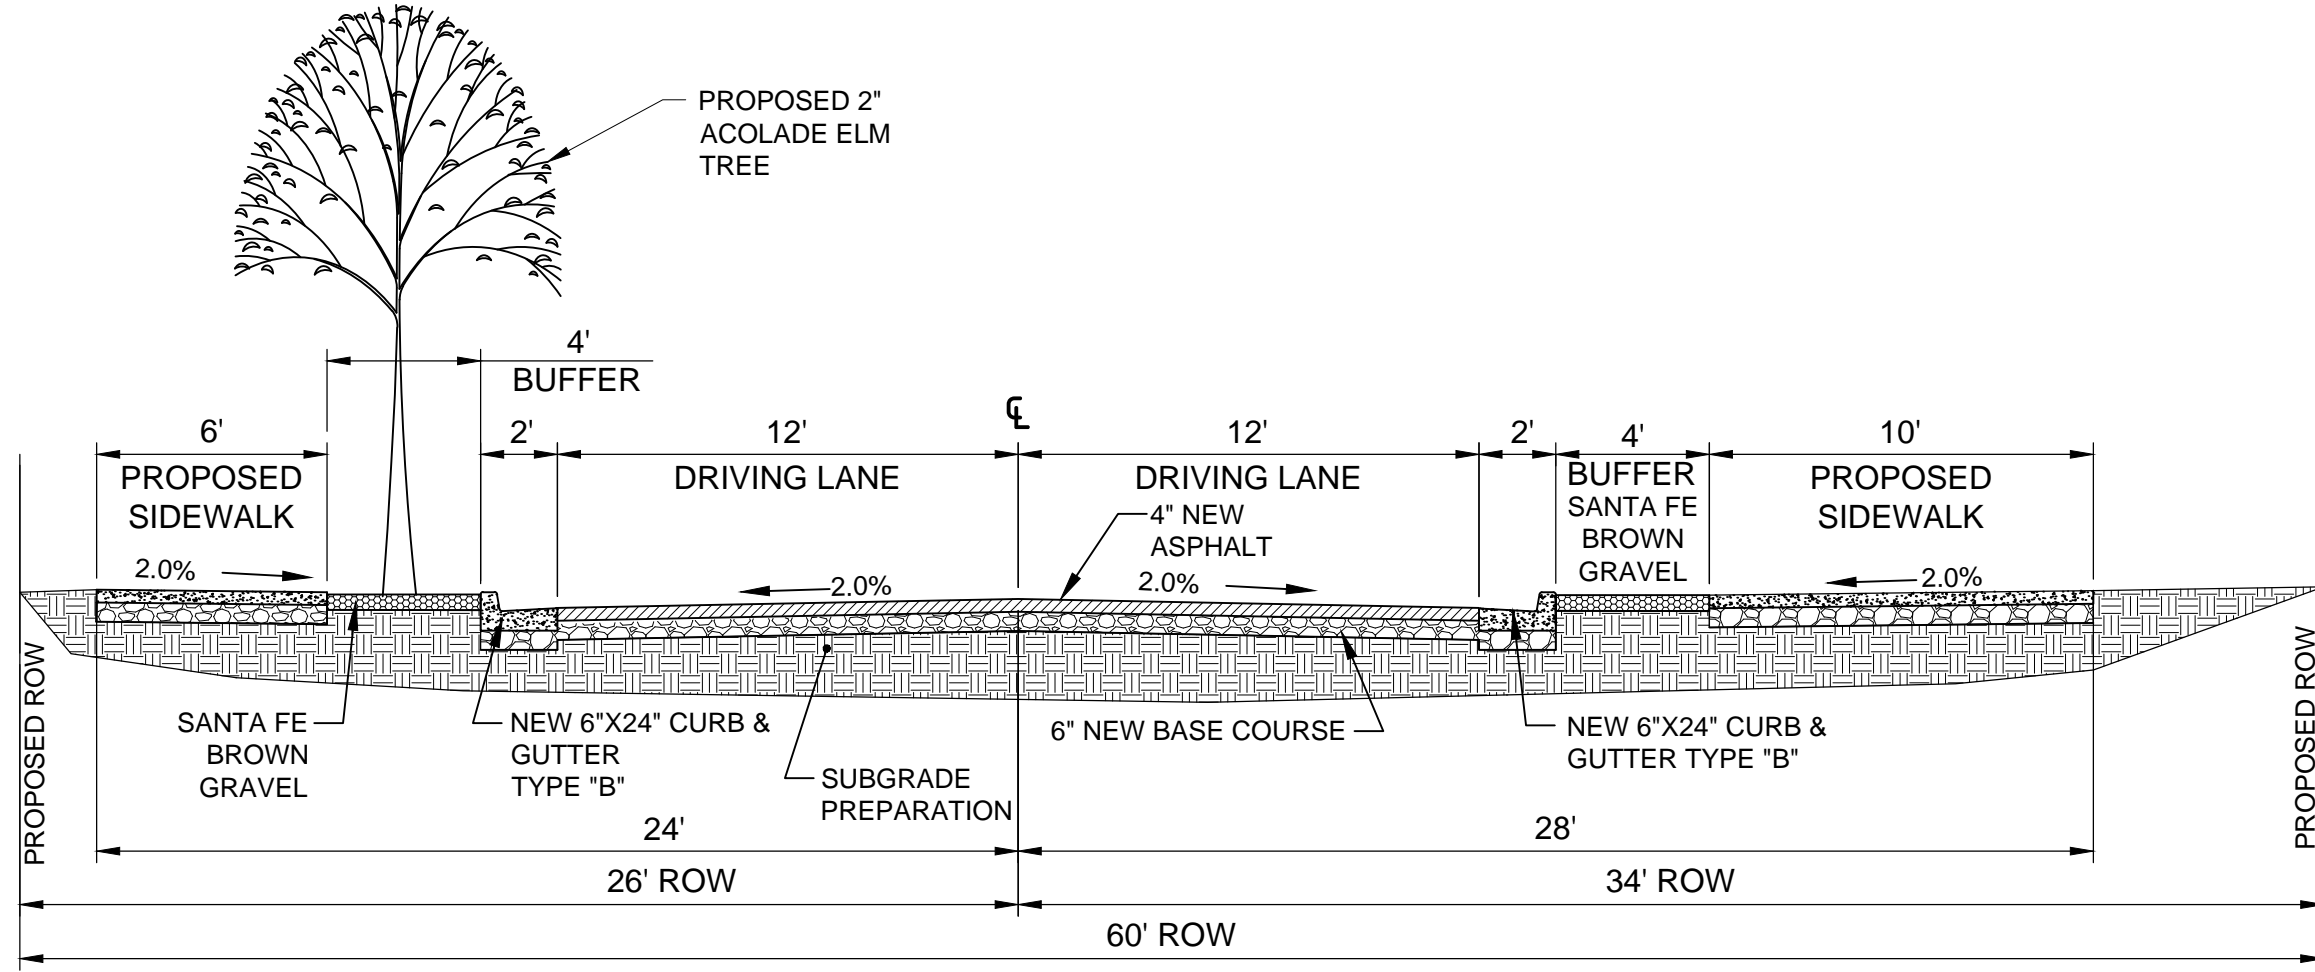 PROPOSED 2"
ACOLADE ELM
TREE
4'
BUFFER
℄
6'
2'
12'
12'
2'
4'
10'
PROPOSED
SIDEWALK
DRIVING LANE
DRIVING LANE
BUFFER
SANTA FE
BROWN
GRAVEL
PROPOSED
SIDEWALK
4" NEW
ASPHALT
2.0%
2.0%
2.0%
2.0%
PROPOSED ROW
SANTA FE
BROWN
GRAVEL
NEW 6"X24" CURB &
GUTTER
TYPE "B"
SUBGRADE
PREPARATION
6" NEW BASE COURSE
NEW 6"X24" CURB &
GUTTER TYPE "B"
PROPOSED ROW
24'
28'
26' ROW
34' ROW
60' ROW